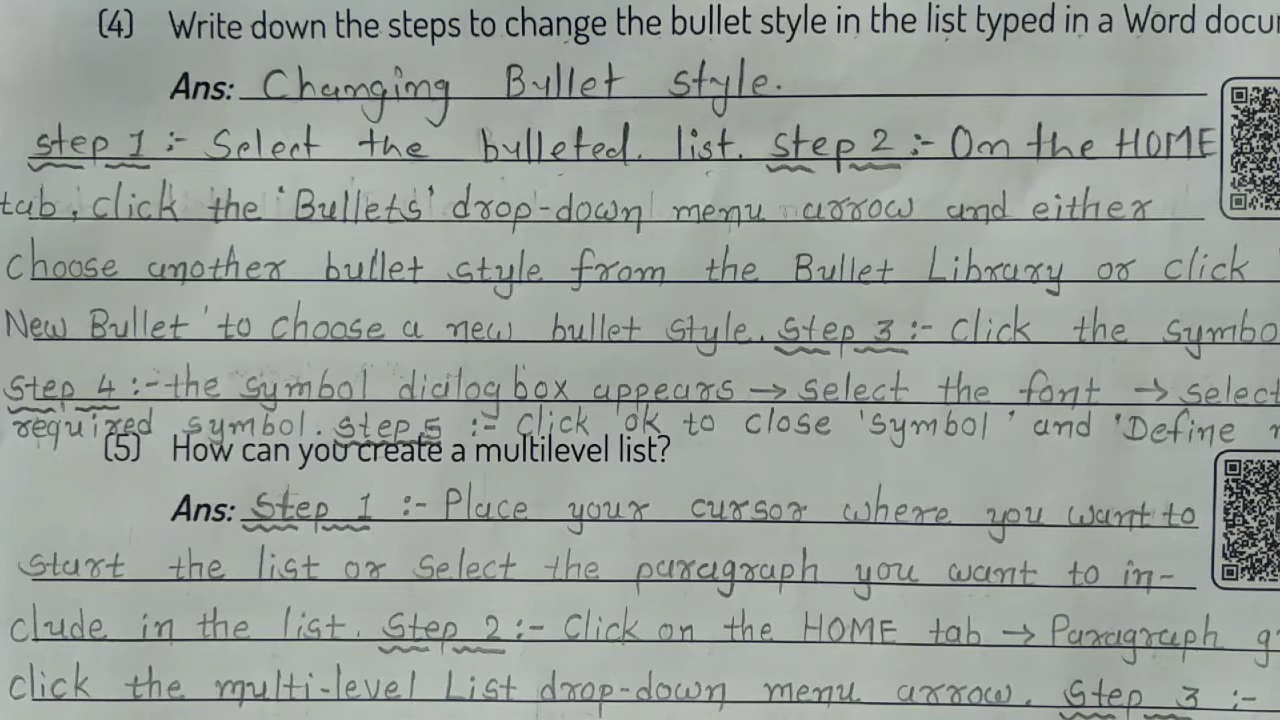 (4) Write down the steps to change the bullet style in the list typed in a Word docu
Ans: Changing Bullet style.
step 1 :- Select the bulleted. list. step 2 :- On the HOME
tab, click the 'Bullets' drop-down menu arrow and either
choose another bullet style from the Bullet Library or click
New Bullet' to choose a new bullet style. step 3 :- click the symbo
step 4 :- the symbol dialog box appears → select the font → select
required symbol. step 5 :- Click ok to close 'symbol' and 'Define
(5) How can you create a multilevel list?
Ans: step 1 :- Place your cursor where you want to
start the list or select the paragraph you want to in-
clude in the list. step 2 :- Click on the HOME tab → Paragraph g
click the multi-level List drop-down menu arrow. step 3 :-